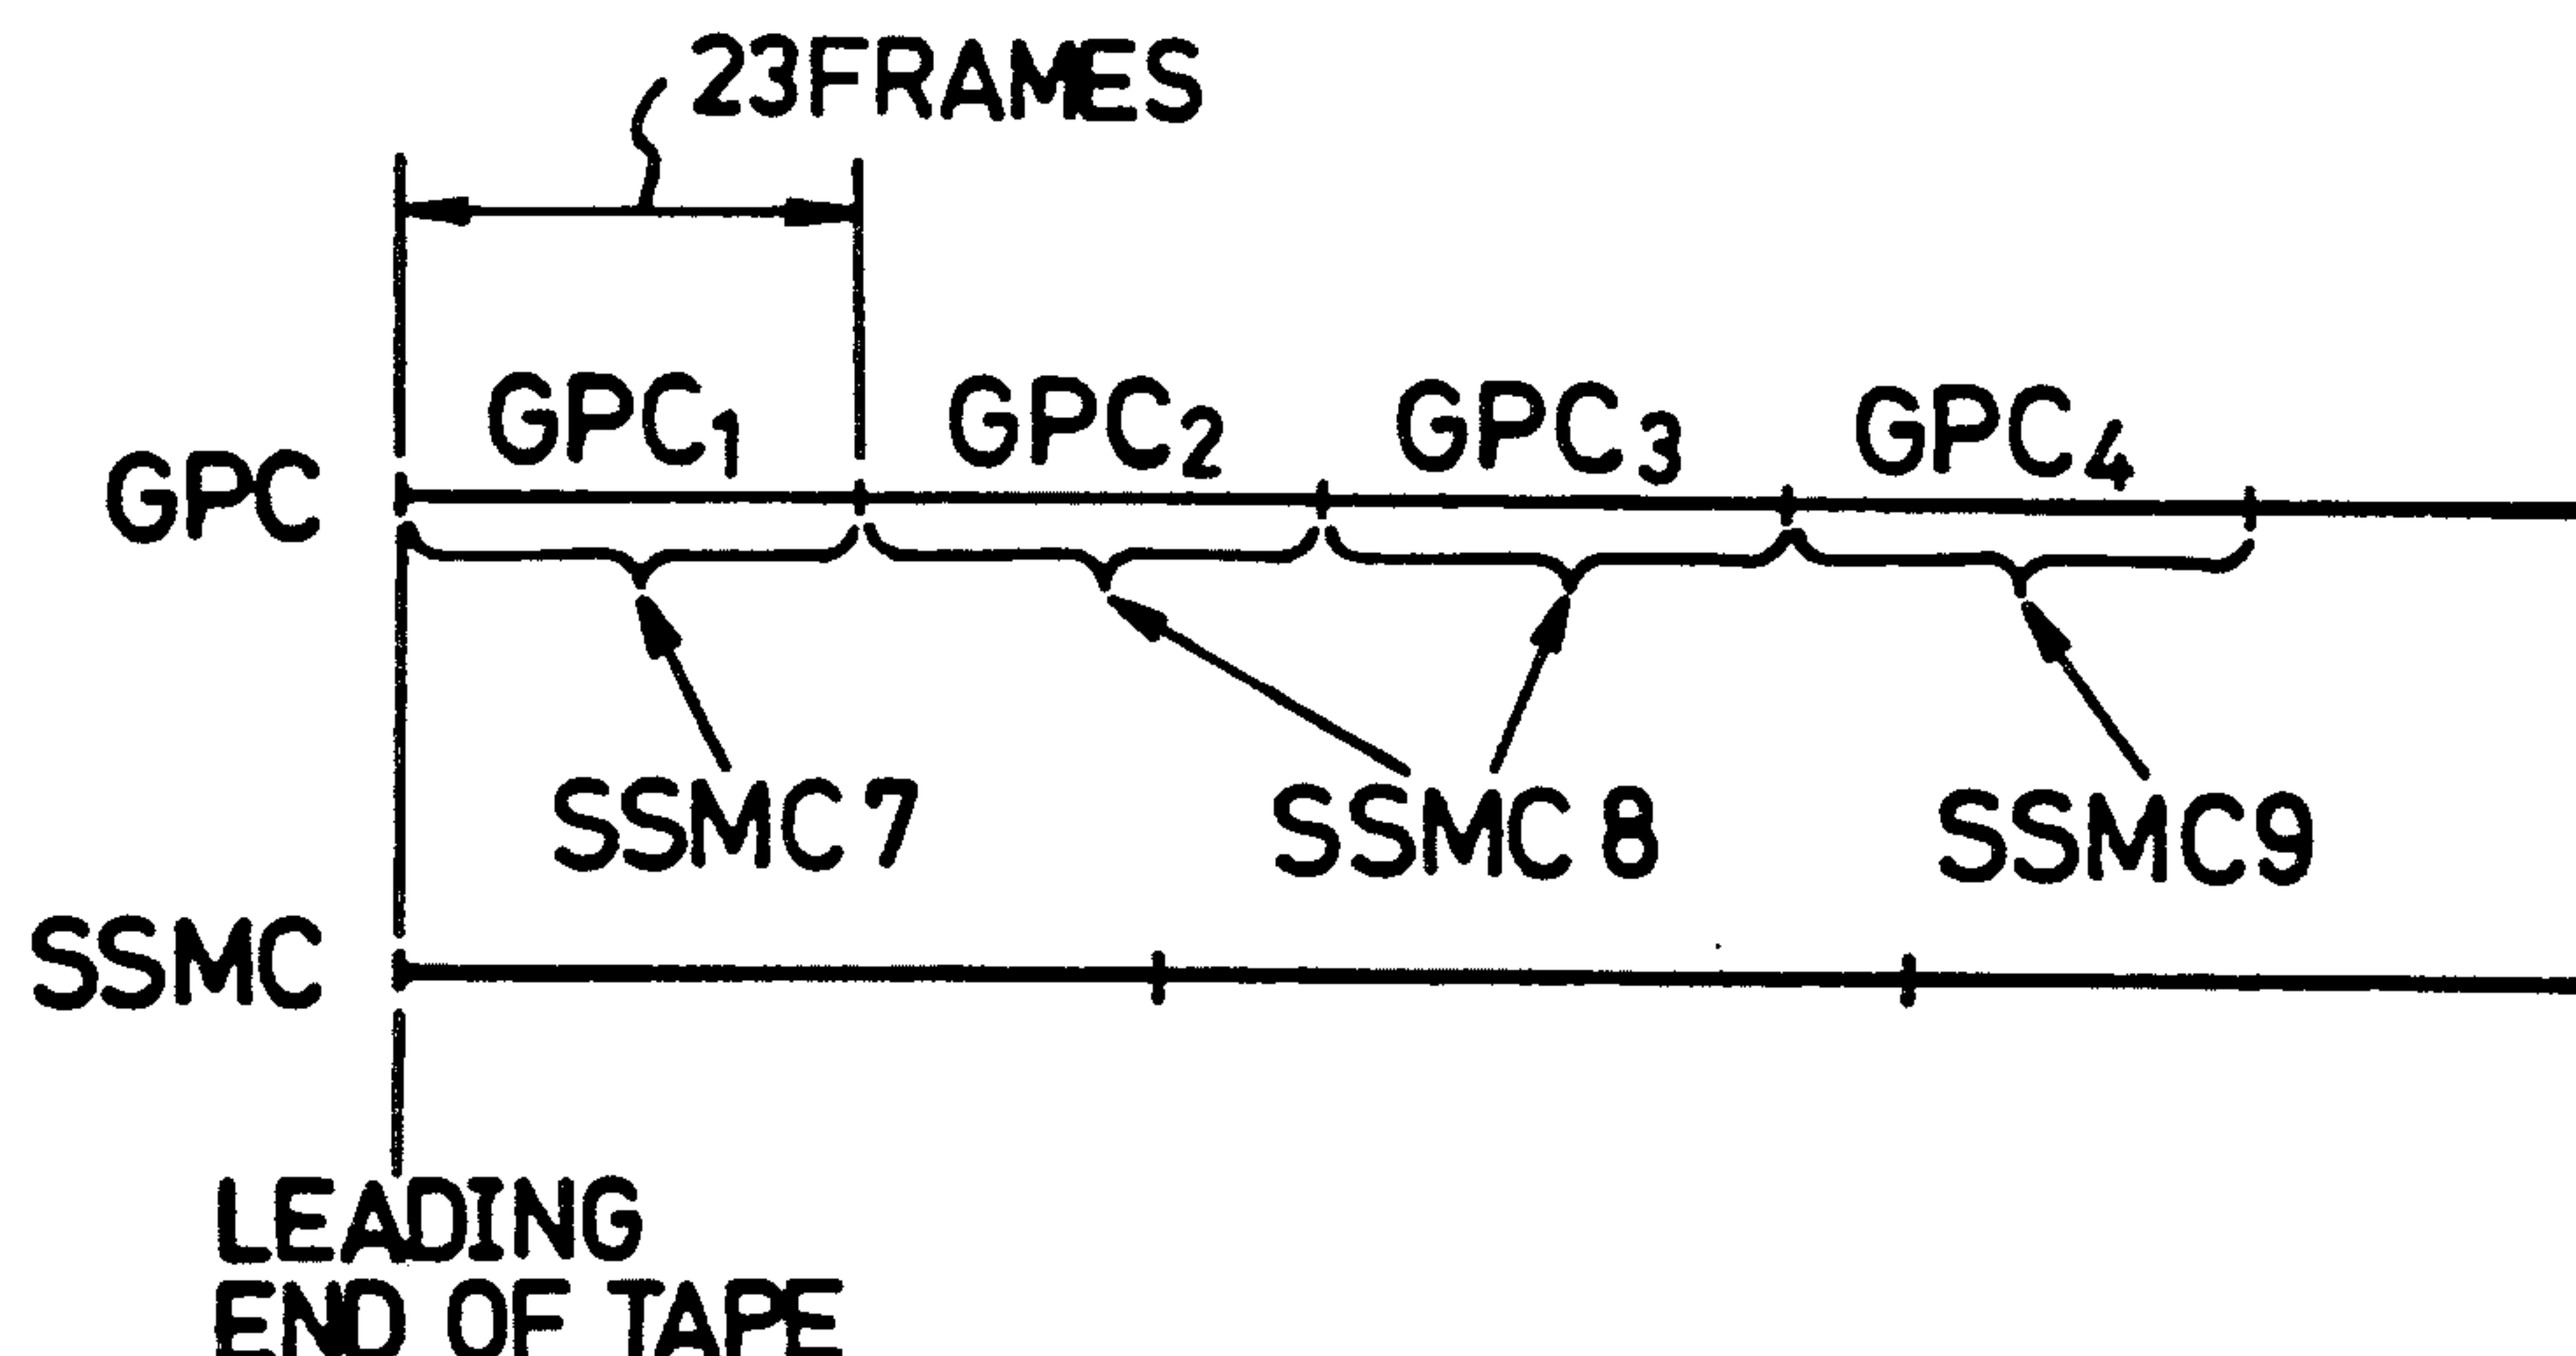 23FRAMES
GPC1 GPC2 GPC3 GPC4
GPC
SSMC7 SSMC8 SSMC9
SSMC
LEADING
END OF TAPE